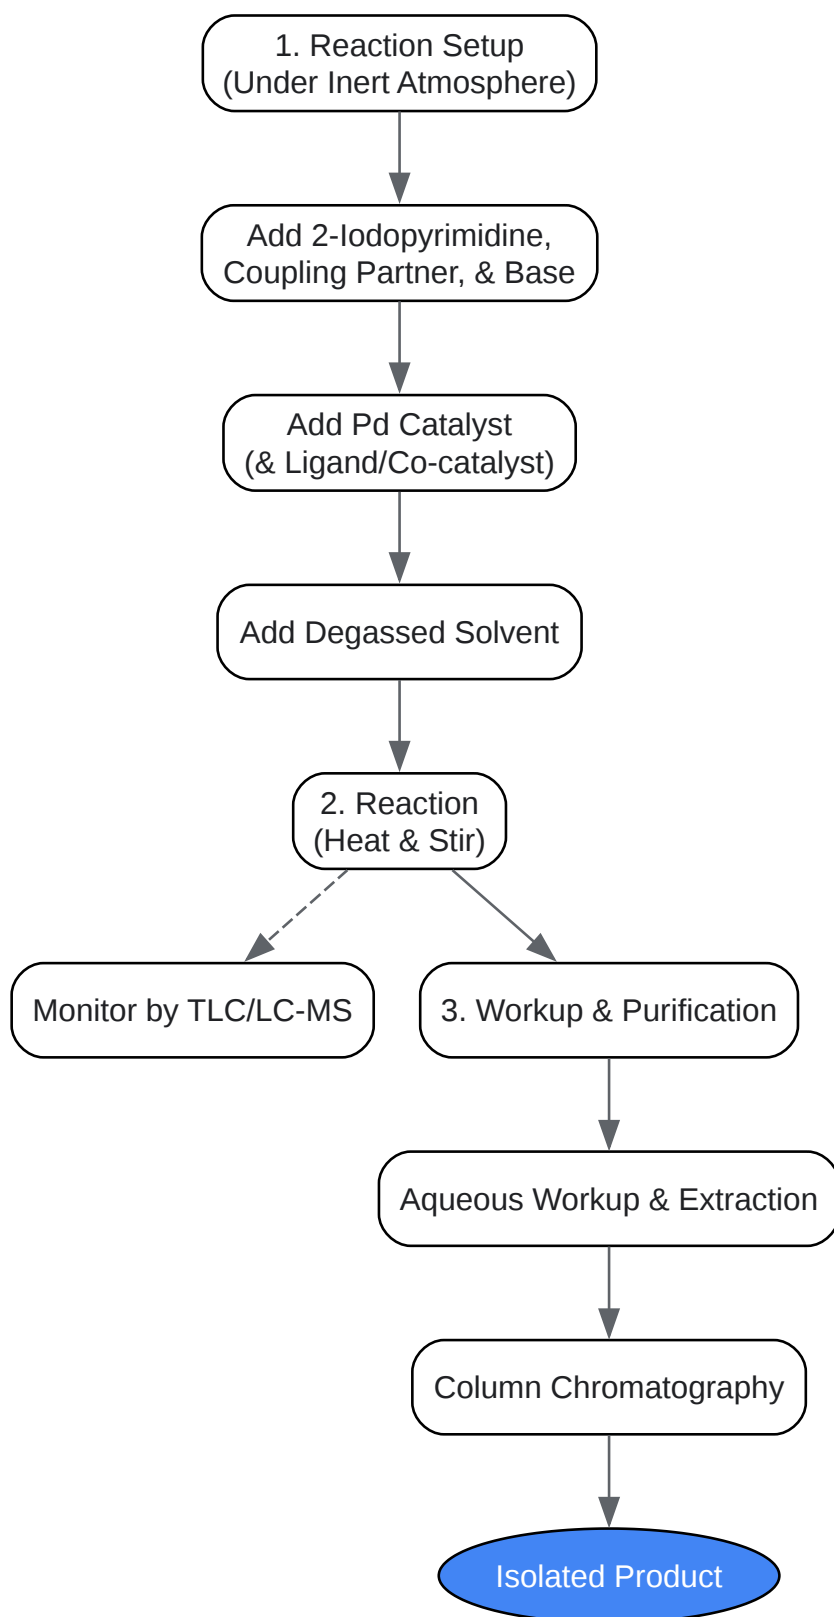 1. Reaction Setup
(Under Inert Atmosphere)
Add 2-Iodopyrimidine,
Coupling Partner, & Base
Add Pd Catalyst
(& Ligand/Co-catalyst)
Add Degassed Solvent
2. Reaction
(Heat & Stir)
Monitor by TLC/LC-MS
3. Workup & Purification
Aqueous Workup & Extraction
Column Chromatography
Isolated Product